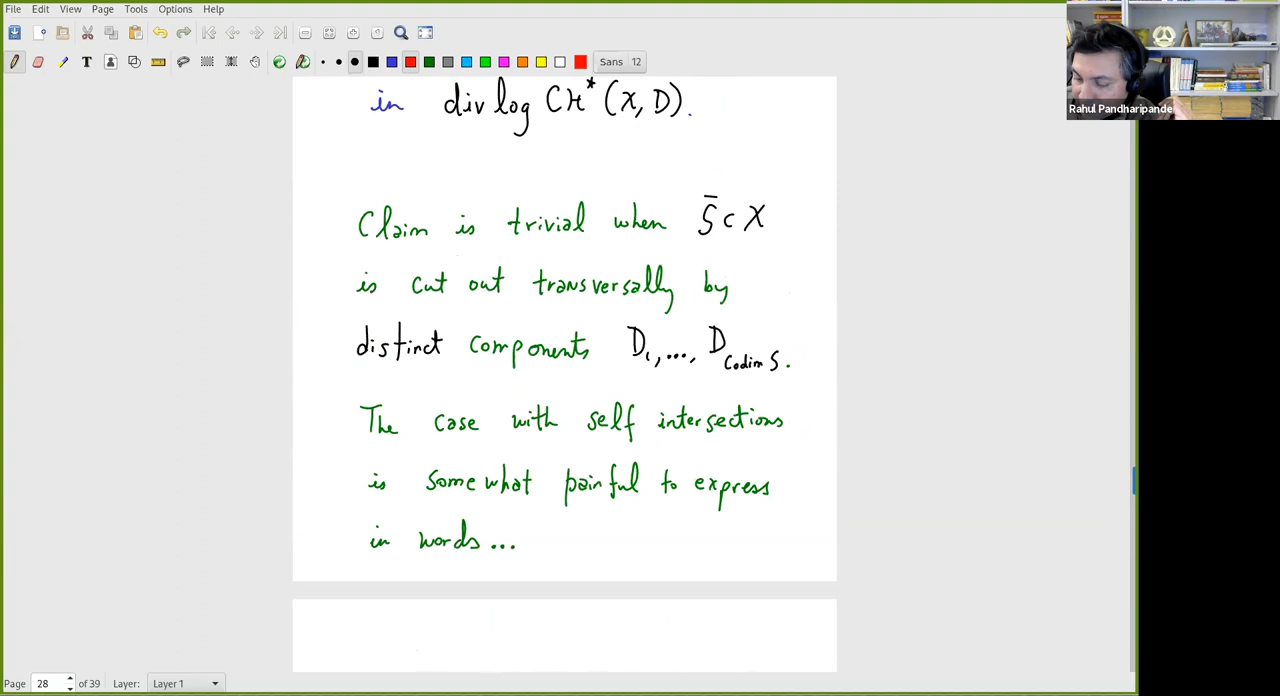 File Edit View Page Tools Options Help
Sans 12
Rahul Pandharipande
in div log CH*(X, D).
Claim is trivial when S̄ ⊂ X
is cut out transversally by
distinct components D₁, ..., D_codim S.
The case with self intersections
is somewhat painful to express
in words...
Page 28 of 39 Layer: Layer 1